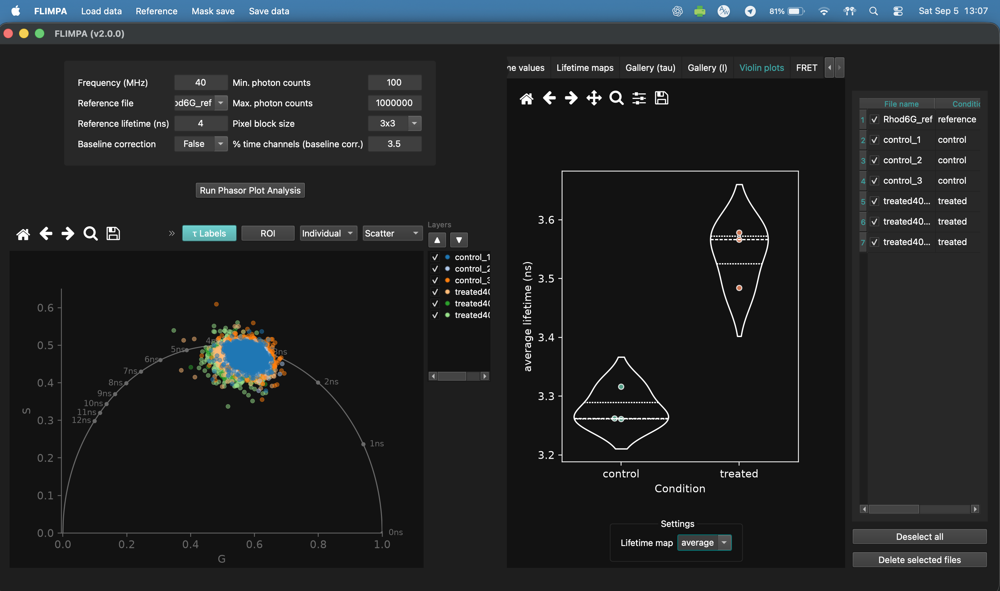 FLIMPA Load data Reference Mask save Save data 81% Sat Sep 5 13:07
FLIMPA (v2.0.0)
Frequency (MHz) 40 Min. photon counts 100
Reference file od6G_ref Max. photon counts 1000000
Reference lifetime (ns) 4 Pixel block size 3x3
Baseline correction False % time channels (baseline corr.) 3.5
Run Phasor Plot Analysis
» τ Labels ROI Individual Scatter
Layers
▲ ▼
control_1
control_2
control_3
treated40
treated40
treated40
0.6
0.5
0.4
0.3
0.2
0.1
0.0
S
0.0 0.2 0.4 0.6 0.8 1.0
G
0ns
1ns
2ns
3ns
4n
5ns
6ns
7ns
8ns
9ns
10ns
11ns
12ns
ne values Lifetime maps Gallery (tau) Gallery (I) Violin plots FRET
3.6
3.5
3.4
3.3
3.2
average lifetime (ns)
control treated
Condition
Settings
Lifetime map average
File name Conditio
1 Rhod6G_ref reference
2 control_1 control
3 control_2 control
4 control_3 control
5 treated40... treated
6 treated40... treated
7 treated40... treated
Deselect all
Delete selected files